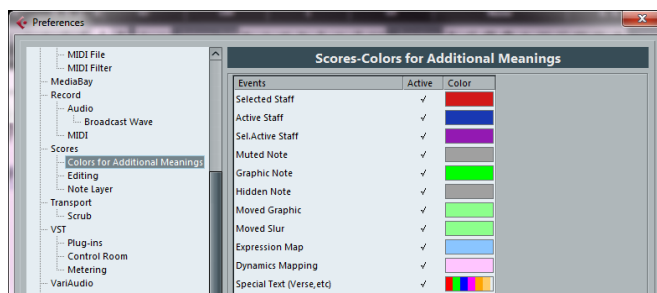 Preferences
MIDI File
MIDI Filter
MediaBay
Record
Audio
Broadcast Wave
MIDI
Scores
Colors for Additional Meanings
Editing
Note Layer
Transport
Scrub
VST
Plug-ins
Control Room
Metering
VariAudio
Scores-Colors for Additional Meanings
Events Active Color
Selected Staff
Active Staff
Sel.Active Staff
Muted Note
Graphic Note
Hidden Note
Moved Graphic
Moved Slur
Expression Map
Dynamics Mapping
Special Text (Verse,etc)